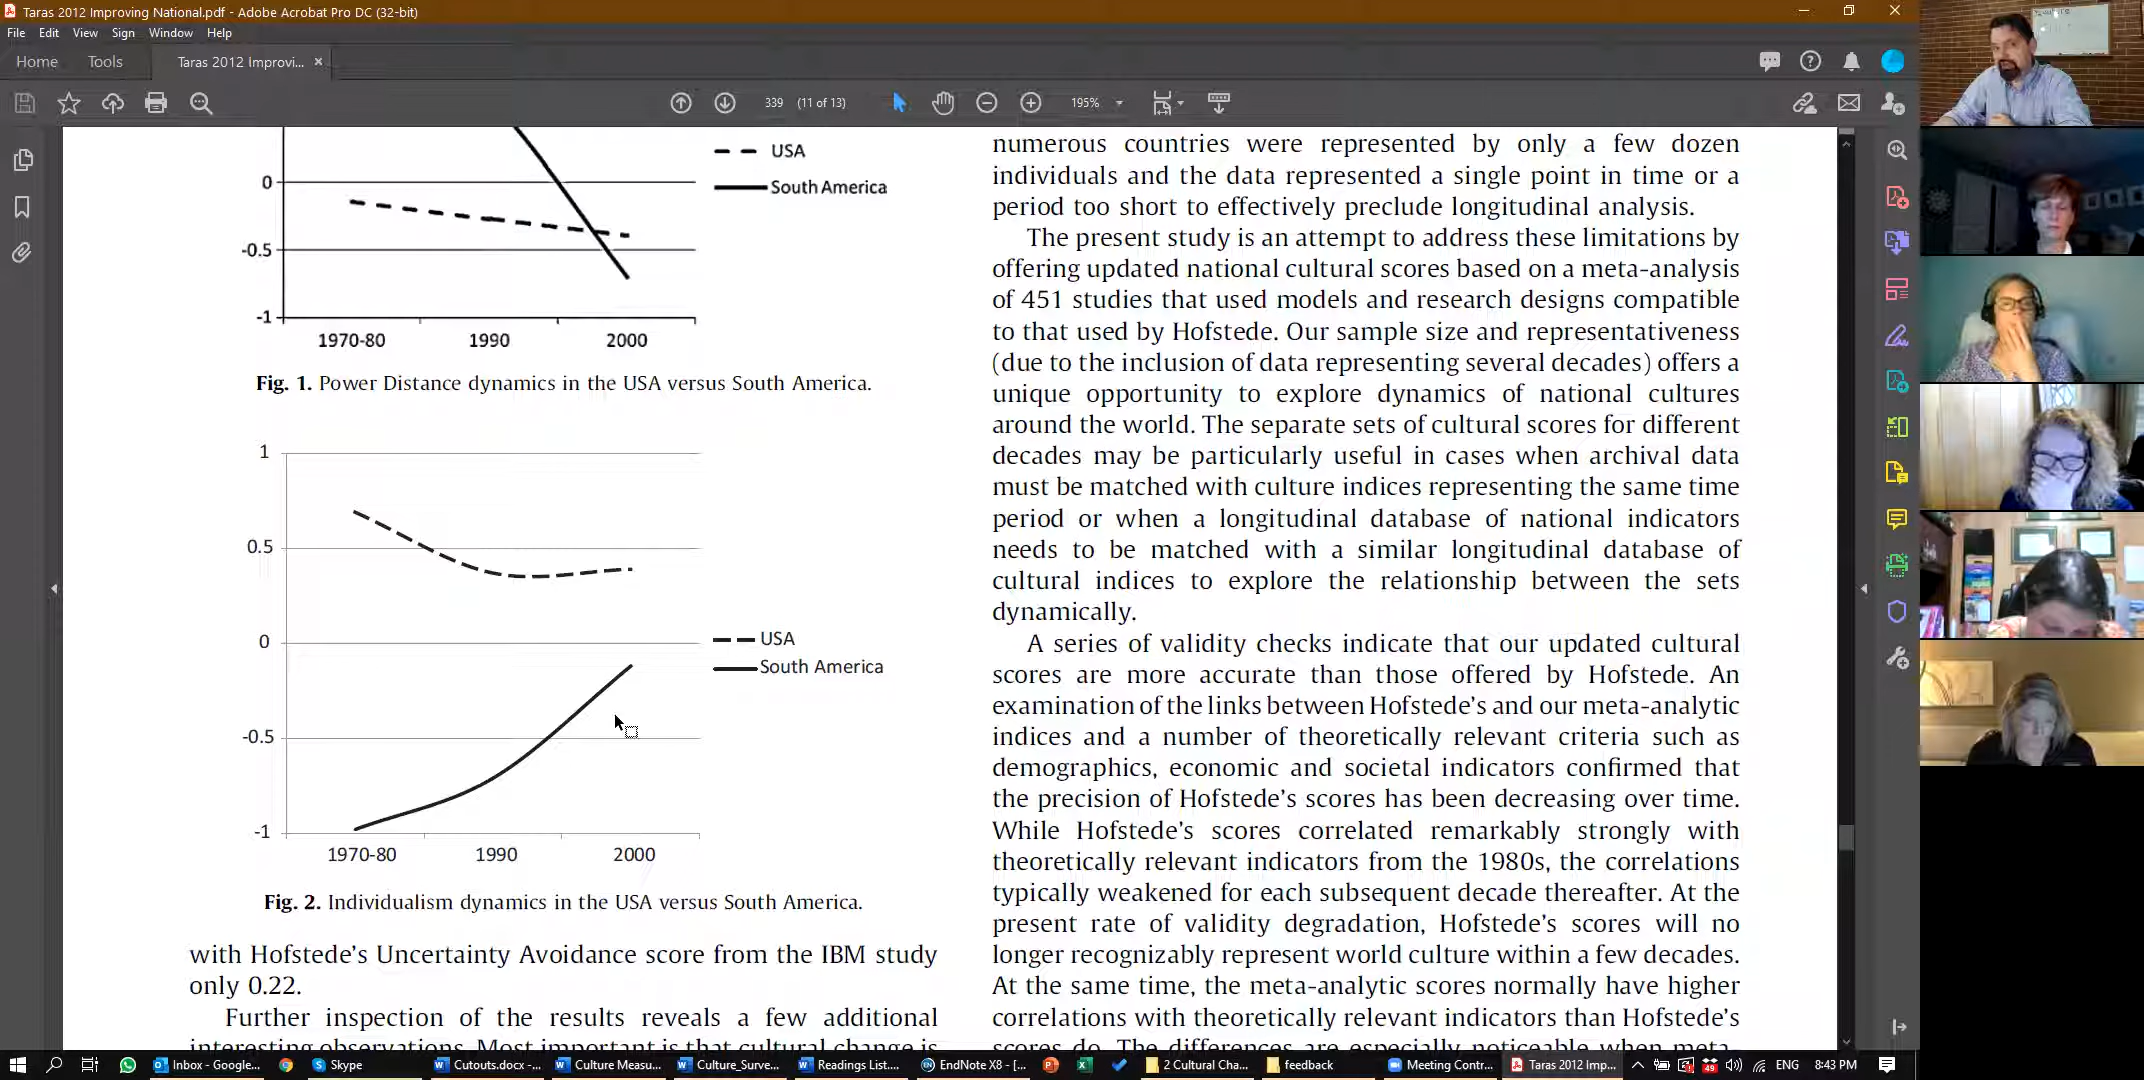 Taras 2012 Improving National.pdf - Adobe Acrobat Pro DC (32-bit)
File Edit View Sign Window Help
Home Tools Taras 2012 Improvi... ×
339 (11 of 13) 195%
0
-0.5
-1
1970-80 1990 2000
USA
South America
Fig. 1. Power Distance dynamics in the USA versus South America.
1
0.5
0
-0.5
-1
1970-80 1990 2000
USA
South America
Fig. 2. Individualism dynamics in the USA versus South America.
with Hofstede's Uncertainty Avoidance score from the IBM study
only 0.22.
Further inspection of the results reveals a few additional
interesting observations. Most important is that cultural change is
numerous countries were represented by only a few dozen
individuals and the data represented a single point in time or a
period too short to effectively preclude longitudinal analysis.
The present study is an attempt to address these limitations by
offering updated national cultural scores based on a meta-analysis
of 451 studies that used models and research designs compatible
to that used by Hofstede. Our sample size and representativeness
(due to the inclusion of data representing several decades) offers a
unique opportunity to explore dynamics of national cultures
around the world. The separate sets of cultural scores for different
decades may be particularly useful in cases when archival data
must be matched with culture indices representing the same time
period or when a longitudinal database of national indicators
needs to be matched with a similar longitudinal database of
cultural indices to explore the relationship between the sets
dynamically.
A series of validity checks indicate that our updated cultural
scores are more accurate than those offered by Hofstede. An
examination of the links between Hofstede's and our meta-analytic
indices and a number of theoretically relevant criteria such as
demographics, economic and societal indicators confirmed that
the precision of Hofstede's scores has been decreasing over time.
While Hofstede's scores correlated remarkably strongly with
theoretically relevant indicators from the 1980s, the correlations
typically weakened for each subsequent decade thereafter. At the
present rate of validity degradation, Hofstede's scores will no
longer recognizably represent world culture within a few decades.
At the same time, the meta-analytic scores normally have higher
correlations with theoretically relevant indicators than Hofstede's
scores do. The differences are especially noticeable when meta-
Inbox - Google... Skype Cutouts.docx -... Culture Measu... Culture_Surve... Readings List.... EndNote X8 - [... 2 Cultural Cha... feedback Meeting Contr... Taras 2012 Imp... 49 ENG 8:43 PM